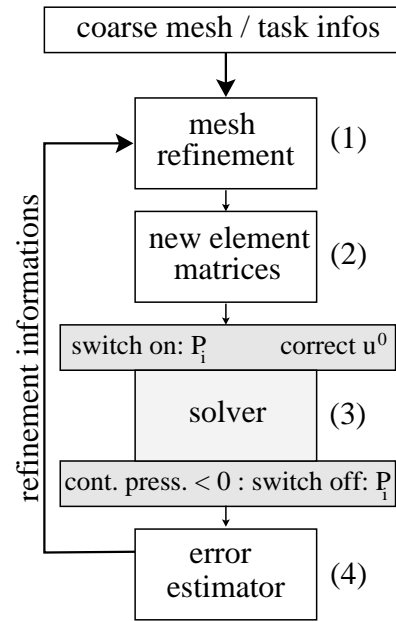 coarse mesh / task infos
mesh
refinement
(1)
new element
matrices
(2)
switch on: P_i correct u^0
solver
(3)
cont. press. < 0 : switch off: P_i
error
estimator
(4)
refinement informations